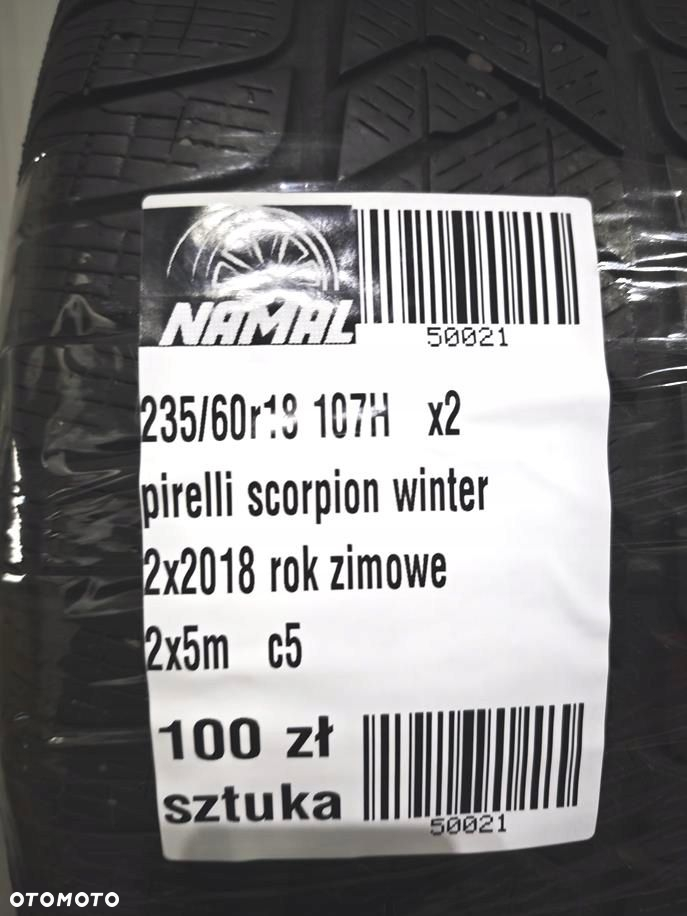 NAMAL
50021
235/60r18 107H x2
pirelli scorpion winter
2x2018 rok zimowe
2x5m c5
100 zł
sztuka
50021
OTOMOTO